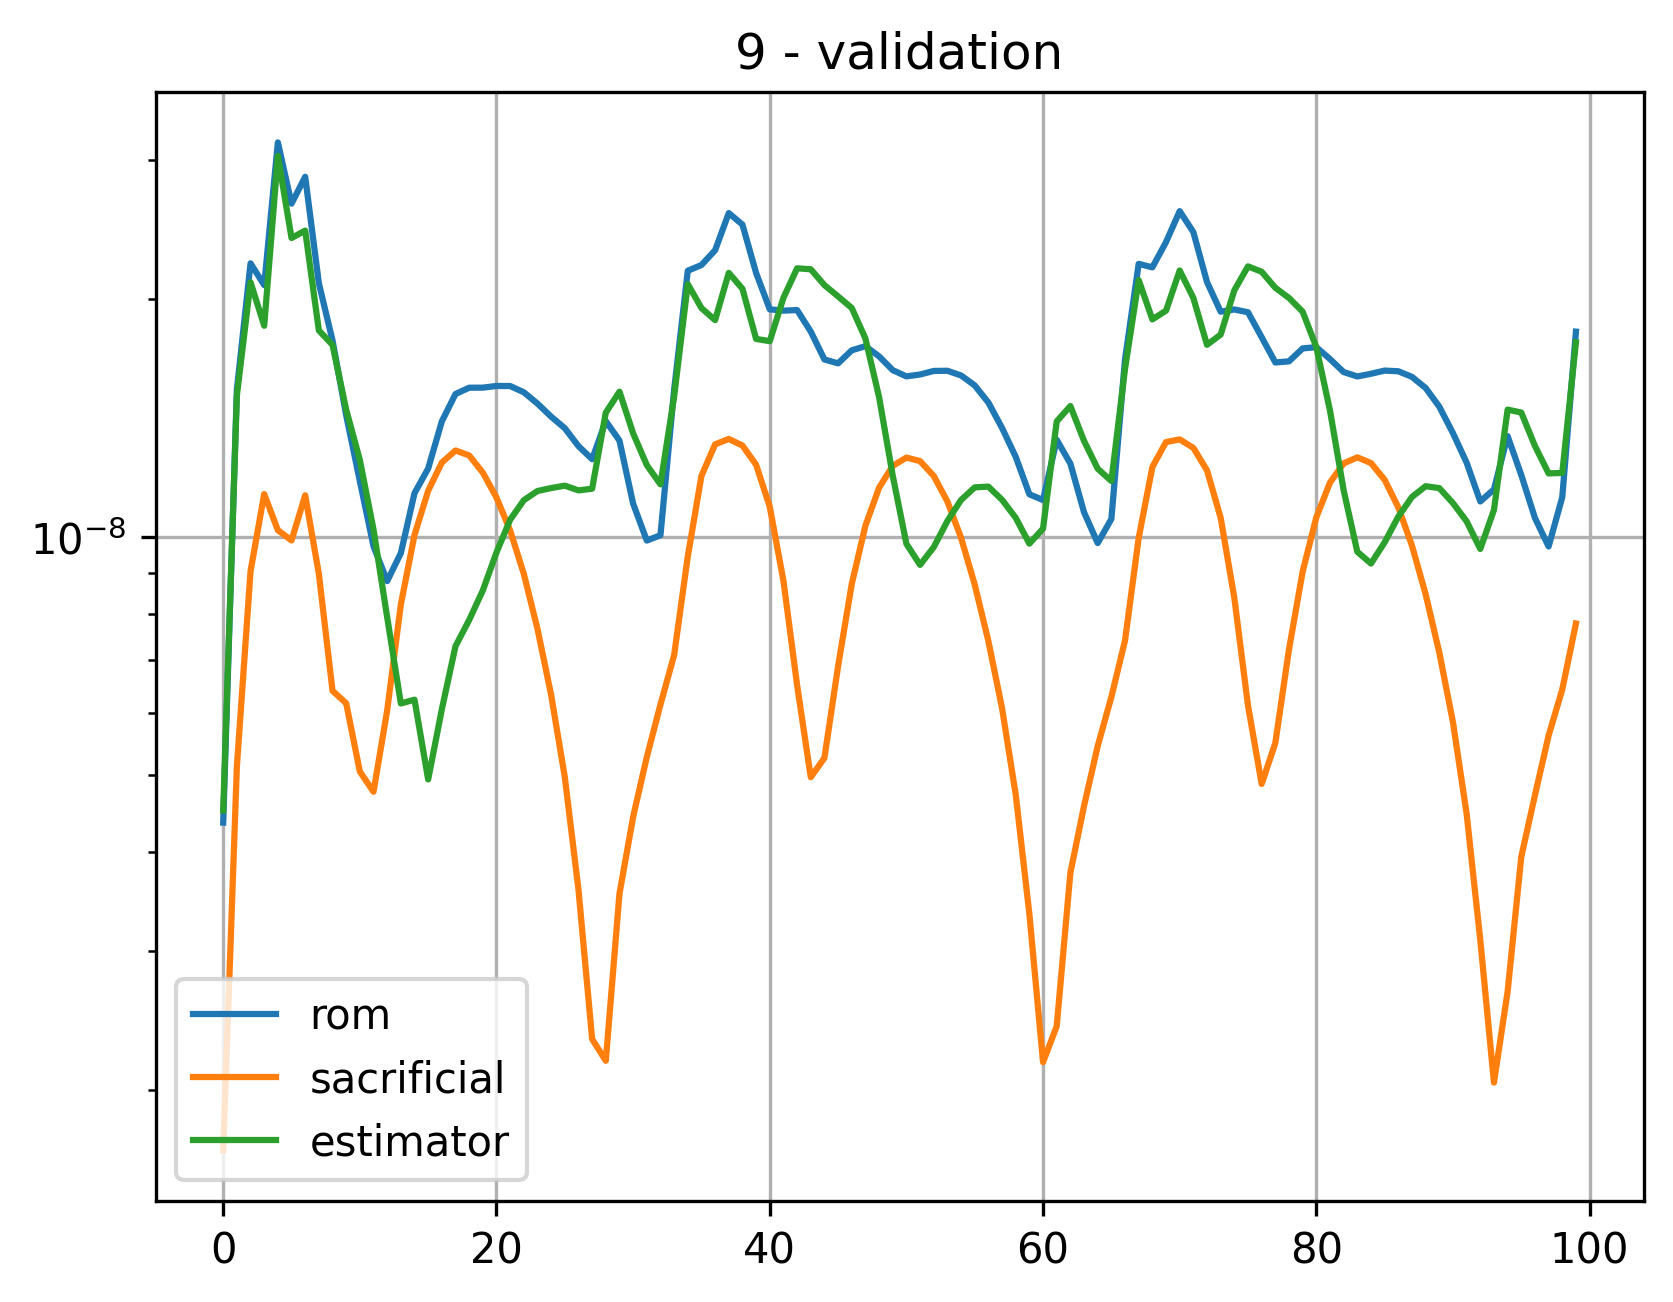 9 - validation
10⁻⁸
rom
sacrificial
estimator
0 20 40 60 80 100